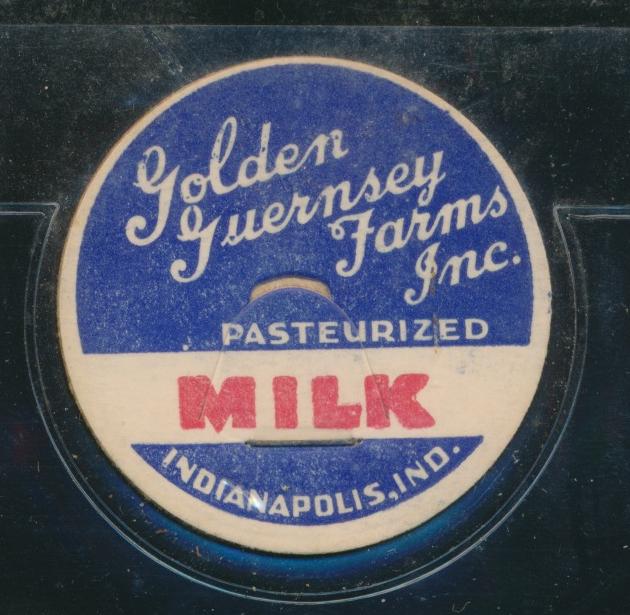 Golden
Guernsey
Farms
Inc.
PASTEURIZED
MILK
INDIANAPOLIS, IND.